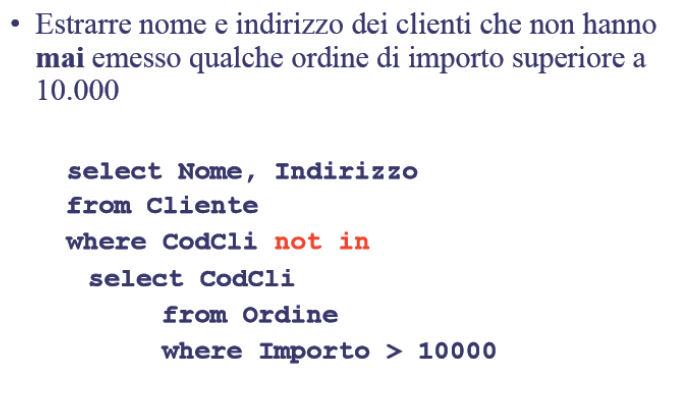 • Estrarre nome e indirizzo dei clienti che non hanno
mai emesso qualche ordine di importo superiore a
10.000
select Nome, Indirizzo
from Cliente
where CodCli not in
select CodCli
from Ordine
where Importo > 10000